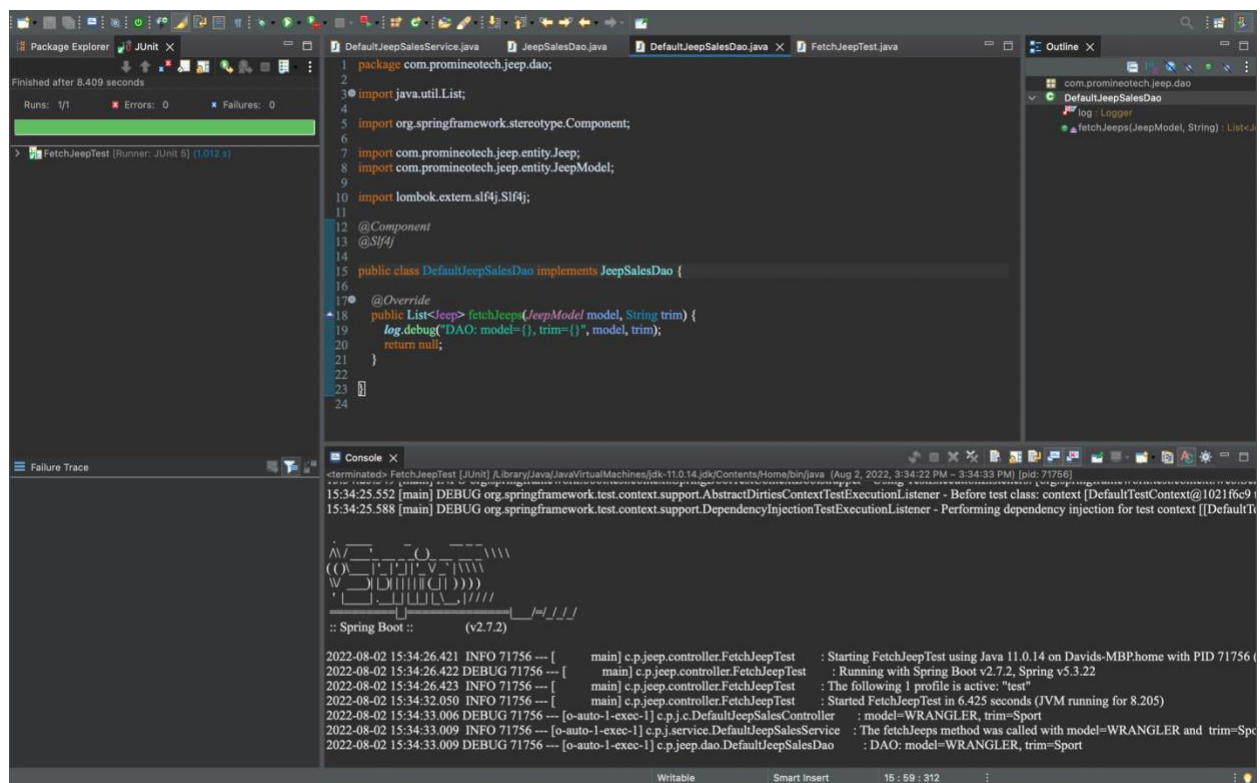 Package Explorer JUnit
Finished after 8.409 seconds
Runs: 1/1 Errors: 0 Failures: 0
FetchJeepTest [Runner: JUnit 5] (1.012 s)
Failure Trace
DefaultJeepSalesService.java JeepSalesDao.java DefaultJeepSalesDao.java FetchJeepTest.java
1 package com.promineotech.jeep.dao;
2
3 import java.util.List;
4
5 import org.springframework.stereotype.Component;
6
7 import com.promineotech.jeep.entity.Jeep;
8 import com.promineotech.jeep.entity.JeepModel;
9
10 import lombok.extern.slf4j.Slf4j;
11
12 @Component
13 @Slf4j
14
15 public class DefaultJeepSalesDao implements JeepSalesDao {
16
17 @Override
18 public List<Jeep> fetchJeeps(JeepModel model, String trim) {
19 log.debug("DAO: model={}, trim={}", model, trim);
20 return null;
21 }
22
23 }
24
Outline
com.promineotech.jeep.dao
DefaultJeepSalesDao
log : Logger
fetchJeeps(JeepModel, String) : List<J
Console
<terminated> FetchJeepTest [JUnit] /Library/Java/JavaVirtualMachines/jdk-11.0.14.jdk/Contents/Home/bin/java (Aug 2, 2022, 3:34:22 PM – 3:34:33 PM) [pid: 71756]
15:34:25.552 [main] DEBUG org.springframework.test.context.support.AbstractDirtiesContextTestExecutionListener - Before test class: context [DefaultTestContext@1021f6c9
15:34:25.588 [main] DEBUG org.springframework.test.context.support.DependencyInjectionTestExecutionListener - Performing dependency injection for test context [[DefaultTe
:: Spring Boot :: (v2.7.2)
2022-08-02 15:34:26.421 INFO 71756 --- [ main] c.p.jeep.controller.FetchJeepTest : Starting FetchJeepTest using Java 11.0.14 on Davids-MBP.home with PID 71756 (
2022-08-02 15:34:26.422 DEBUG 71756 --- [ main] c.p.jeep.controller.FetchJeepTest : Running with Spring Boot v2.7.2, Spring v5.3.22
2022-08-02 15:34:26.423 INFO 71756 --- [ main] c.p.jeep.controller.FetchJeepTest : The following 1 profile is active: "test"
2022-08-02 15:34:32.050 INFO 71756 --- [ main] c.p.jeep.controller.FetchJeepTest : Started FetchJeepTest in 6.425 seconds (JVM running for 8.205)
2022-08-02 15:34:33.006 DEBUG 71756 --- [o-auto-1-exec-1] c.p.j.c.DefaultJeepSalesController : model=WRANGLER, trim=Sport
2022-08-02 15:34:33.009 INFO 71756 --- [o-auto-1-exec-1] c.p.j.service.DefaultJeepSalesService : The fetchJeeps method was called with model=WRANGLER and trim=Spo
2022-08-02 15:34:33.009 DEBUG 71756 --- [o-auto-1-exec-1] c.p.jeep.dao.DefaultJeepSalesDao : DAO: model=WRANGLER, trim=Sport
Writable Smart Insert 15 : 59 : 312